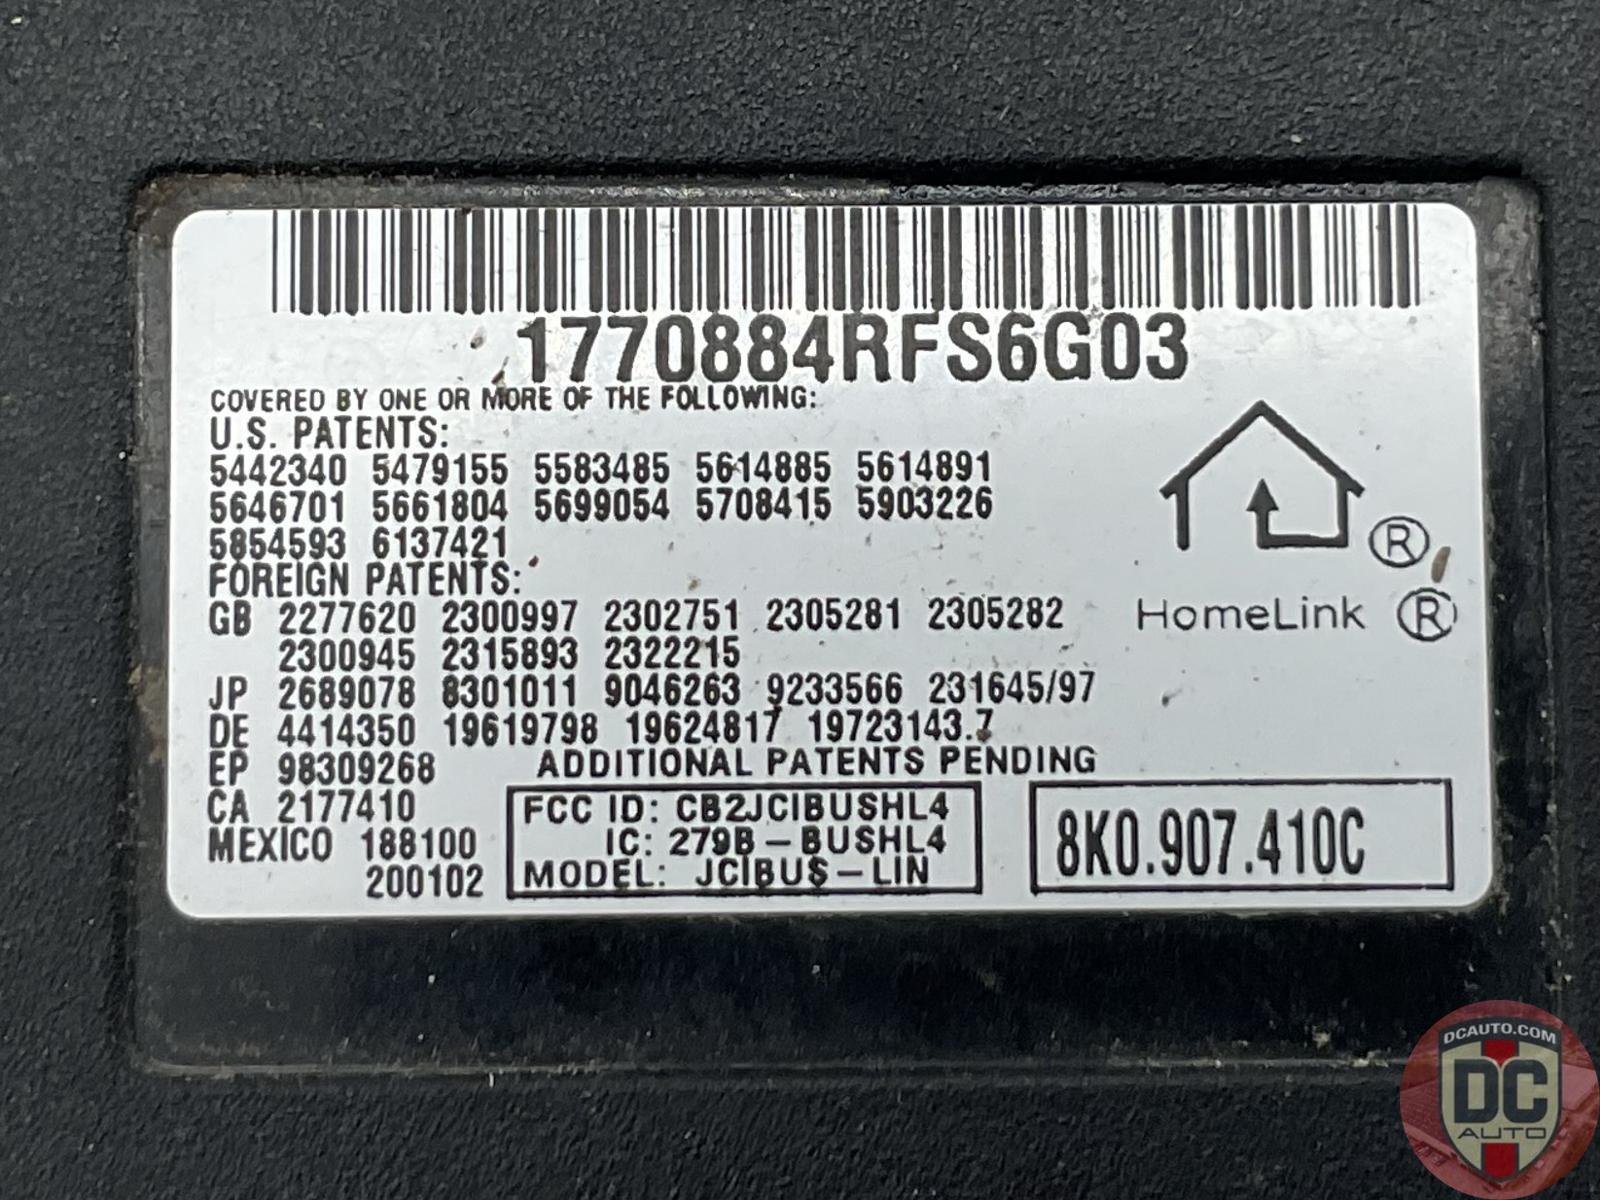 1770884RFS6G03
COVERED BY ONE OR MORE OF THE FOLLOWING:
U.S. PATENTS:
5442340 5479155 5583485 5614885 5614891
5646701 5661804 5699054 5708415 5903226
5854593 6137421
FOREIGN PATENTS:
GB 2277620 2300997 2302751 2305281 2305282
2300945 2315893 2322215
JP 2689078 8301011 9046263 9233566 231645/97
DE 4414350 19619798 19624817 19723143.7
EP 98309268
ADDITIONAL PATENTS PENDING
CA 2177410
MEXICO 188100
200102
FCC ID: CB2JCIBUSHL4
IC: 279B-BUSHL4
MODEL: JCIBUS-LIN
HomeLink ®
®
8K0.907.410C
DCAUTO.COM
DC
AUTO